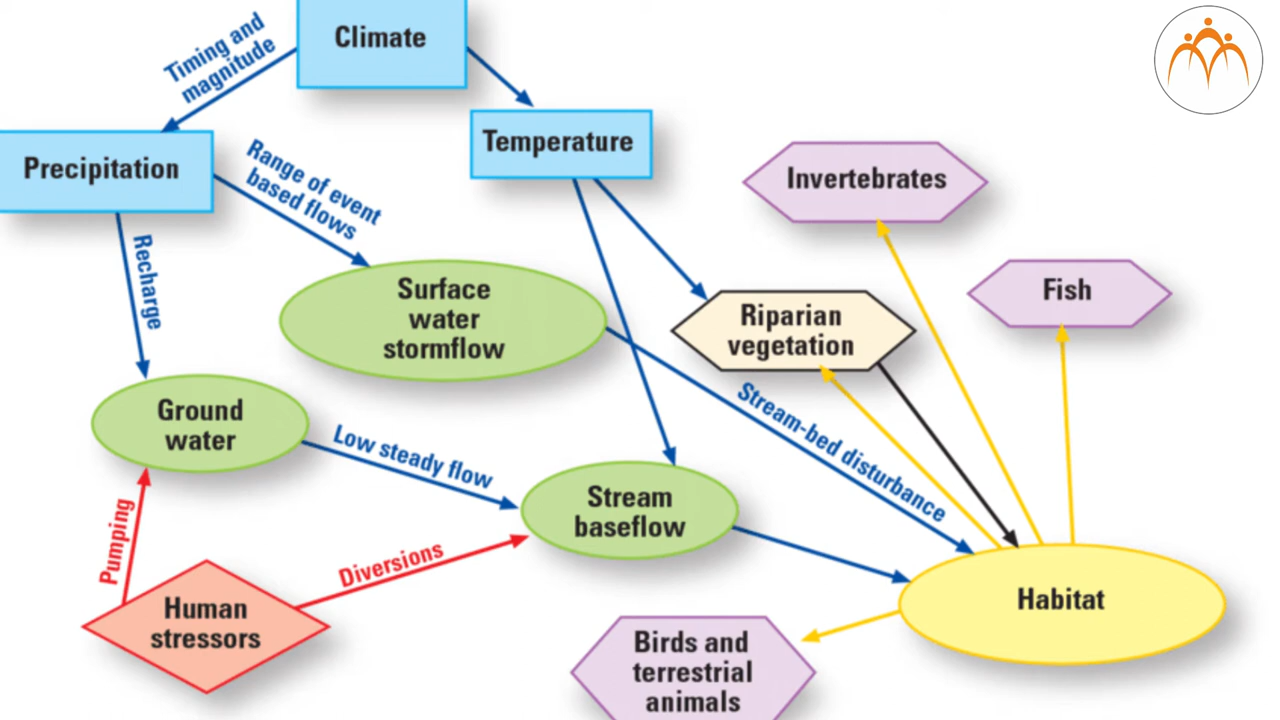 Climate
Timing and
magnitude
Temperature
Precipitation
Range of event
based flows
Invertebrates
Recharge
Fish
Surface
water
stormflow
Riparian
vegetation
Ground
water
Low steady flow
Stream-bed disturbance
Stream
baseflow
Pumping
Diversions
Human
stressors
Habitat
Birds and
terrestrial
animals